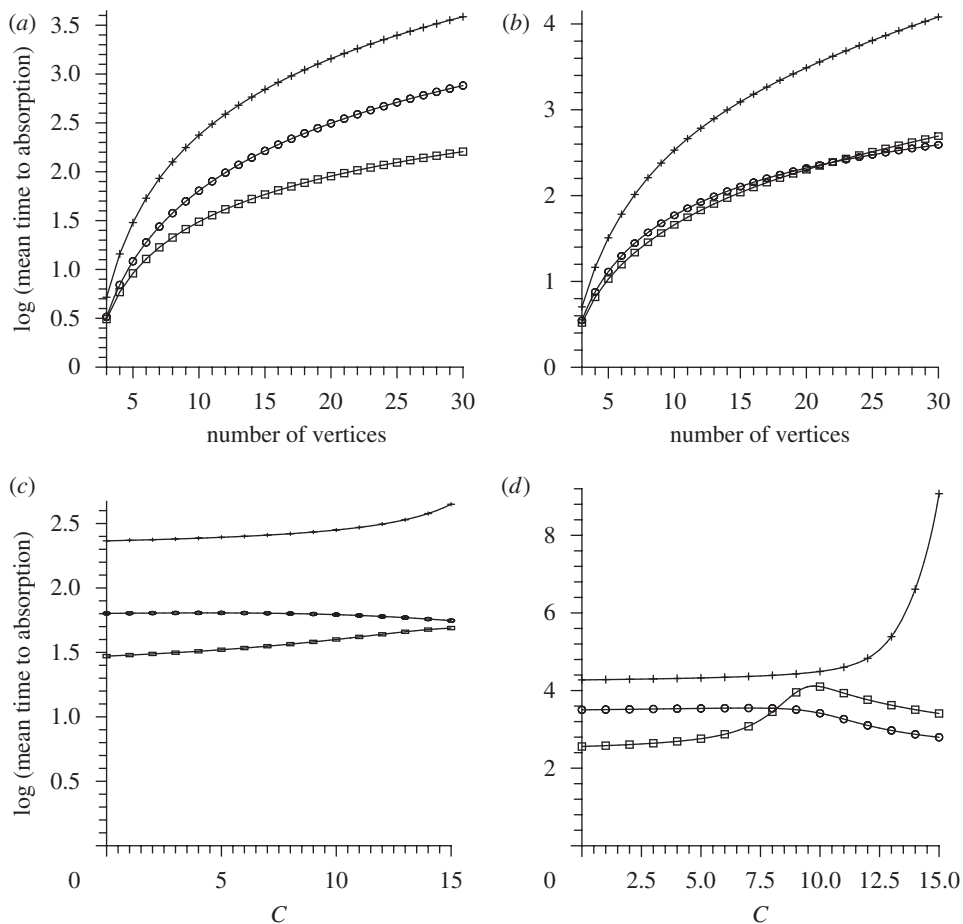 (a)
3.5
3.0
2.5
2.0
1.5
1.0
0.5
0
log (mean time to absorption)
5 10 15 20 25 30
number of vertices
(b)
4
3
2
1
0
5 10 15 20 25 30
number of vertices
(c)
2.5
2.0
1.5
1.0
0.5
log (mean time to absorption)
0 5 10 15
C
(d)
8
6
4
2
0 2.5 5.0 7.5 10.0 12.5 15.0
C